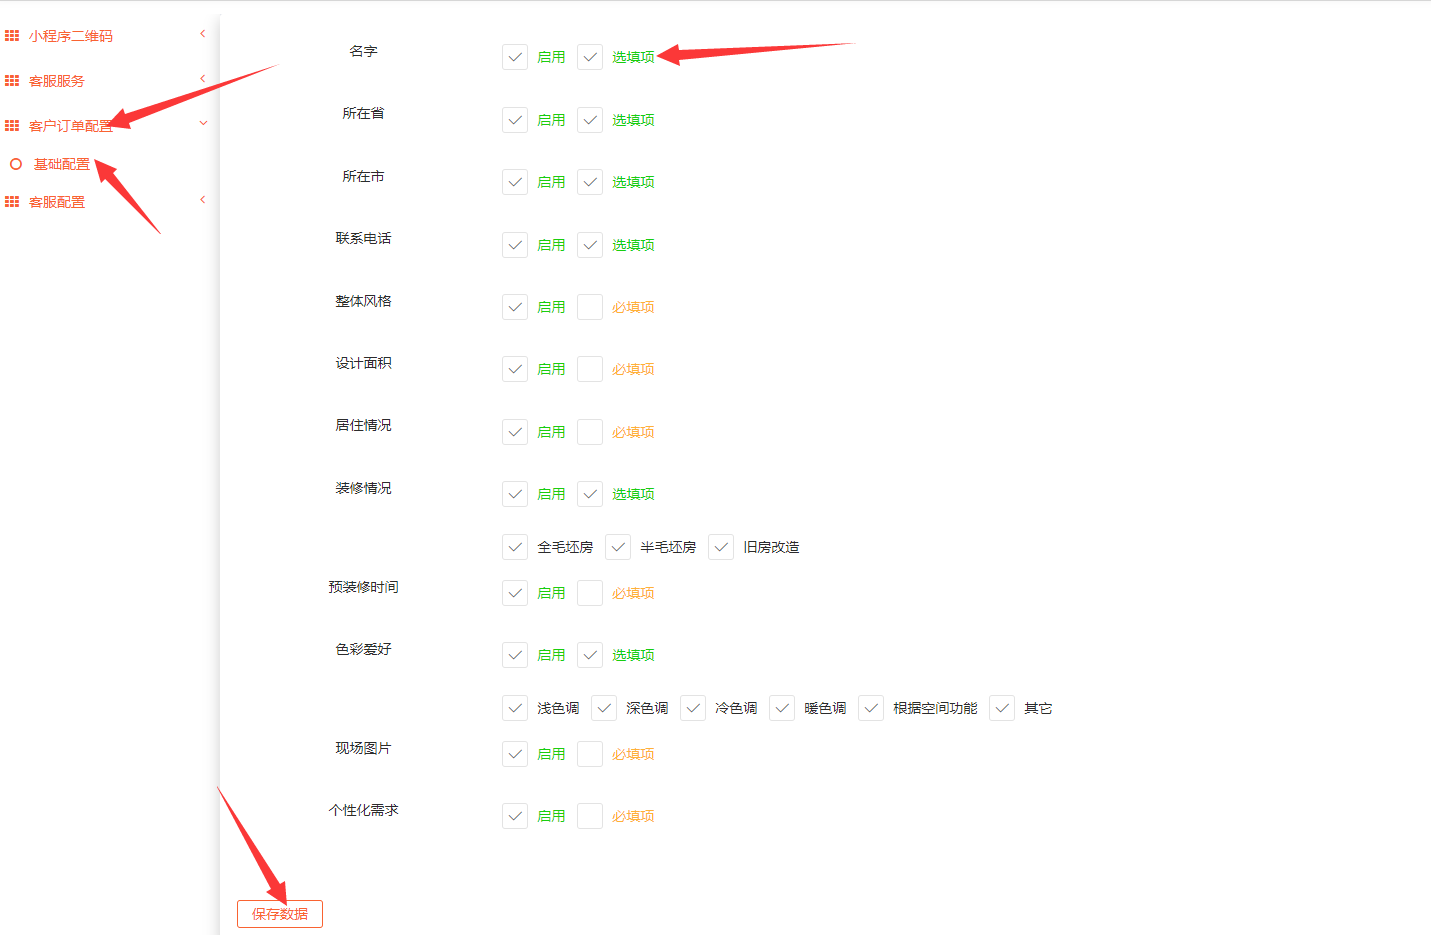 小程序二维码
客服服务
客户订单配置
基础配置
客服配置
名字 启用 选填项
所在省 启用 选填项
所在市 启用 选填项
联系电话 启用 选填项
整体风格 启用 必填项
设计面积 启用 必填项
居住情况 启用 必填项
装修情况 启用 选填项
全毛坯房 半毛坯房 旧房改造
预装修时间 启用 必填项
色彩爱好 启用 选填项
浅色调 深色调 冷色调 暖色调 根据空间功能 其它
现场图片 启用 必填项
个性化需求 启用 必填项
保存数据